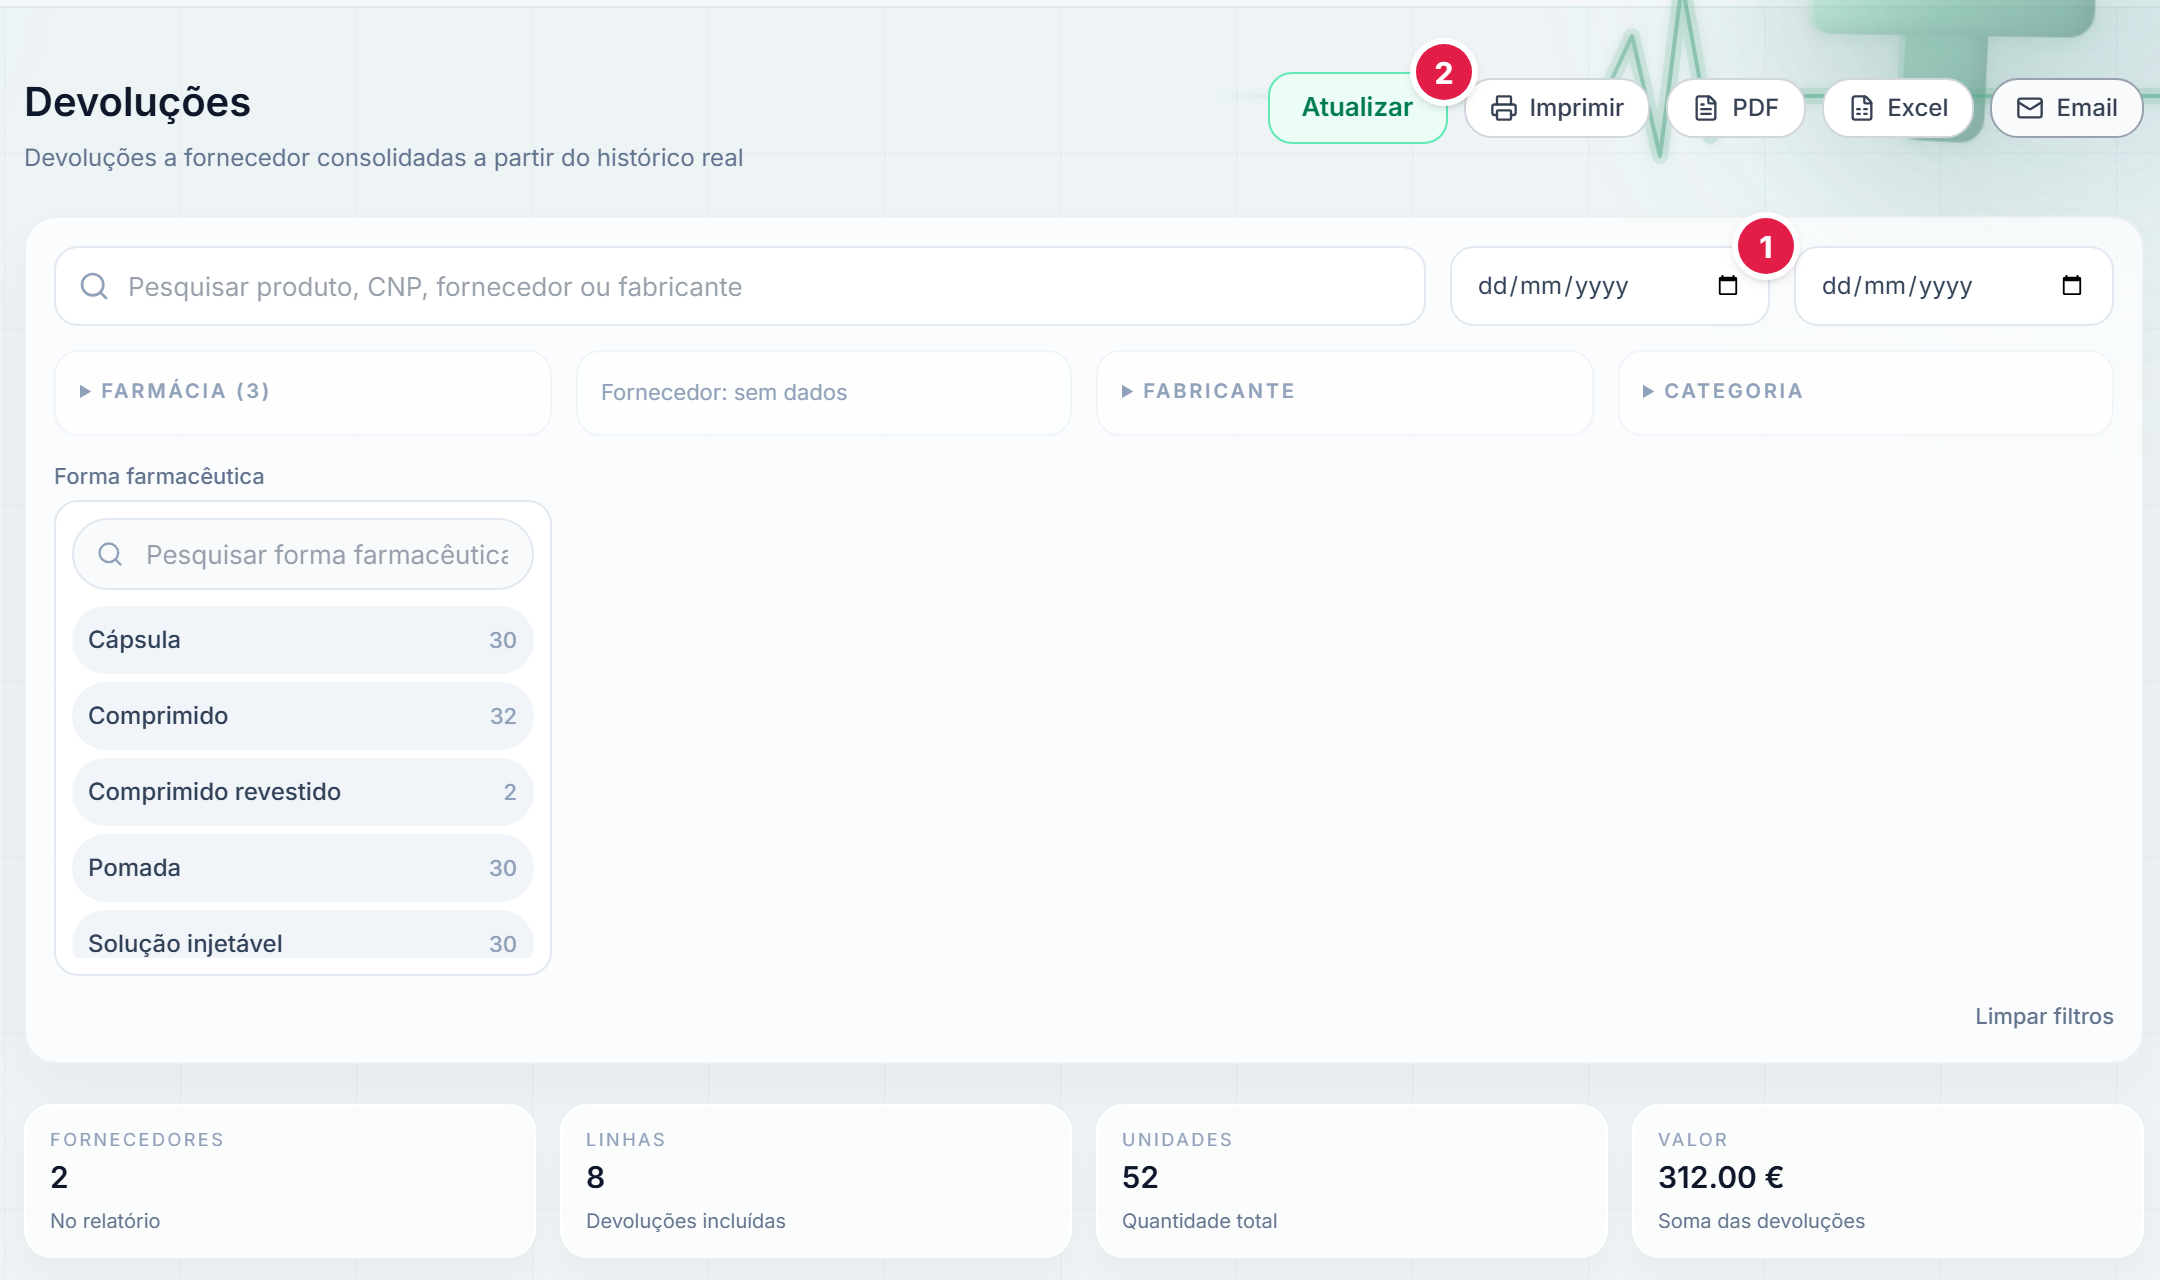 Devoluções
Devoluções a fornecedor consolidadas a partir do histórico real
Atualizar
2
Imprimir
PDF
Excel
Email
Pesquisar produto, CNP, fornecedor ou fabricante
dd/mm/yyyy
1
dd/mm/yyyy
FARMÁCIA (3)
Fornecedor: sem dados
FABRICANTE
CATEGORIA
Forma farmacêutica
Pesquisar forma farmacêutica
Cápsula 30
Comprimido 32
Comprimido revestido 2
Pomada 30
Solução injetável 30
Limpar filtros
FORNECEDORES
2
No relatório
LINHAS
8
Devoluções incluídas
UNIDADES
52
Quantidade total
VALOR
312.00 €
Soma das devoluções